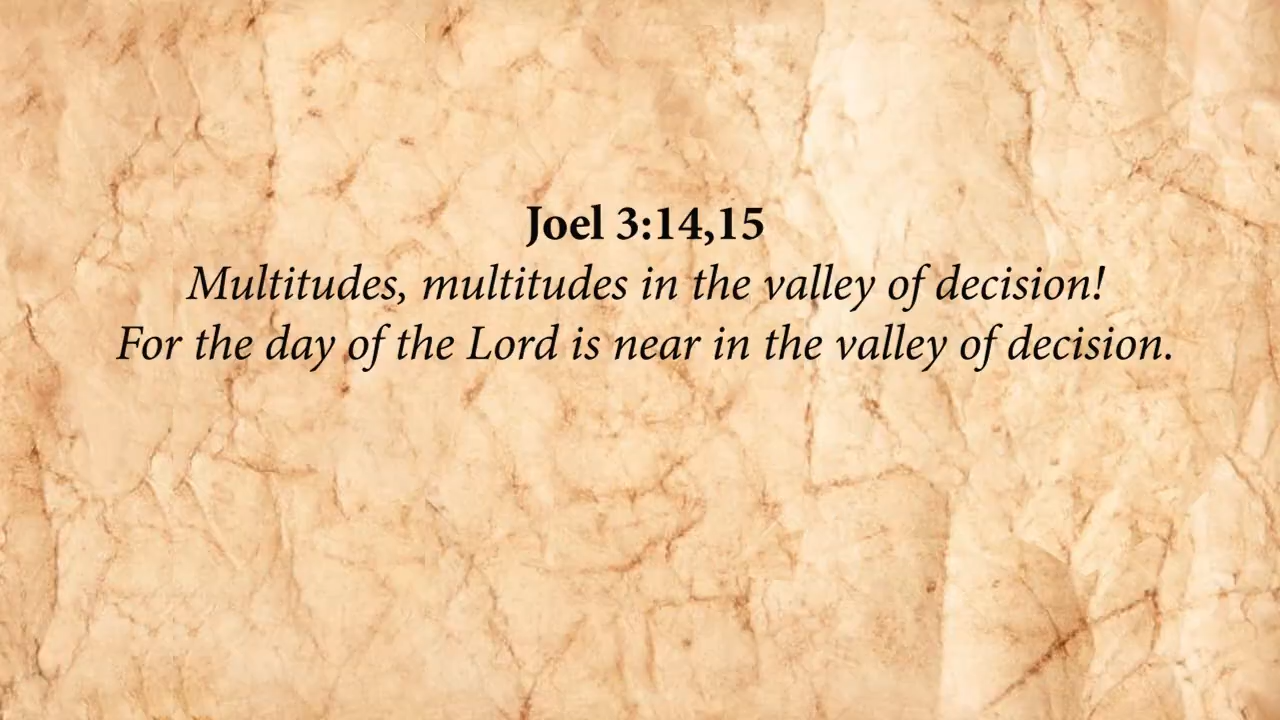 Joel 3:14,15
Multitudes, multitudes in the valley of decision!
For the day of the Lord is near in the valley of decision.